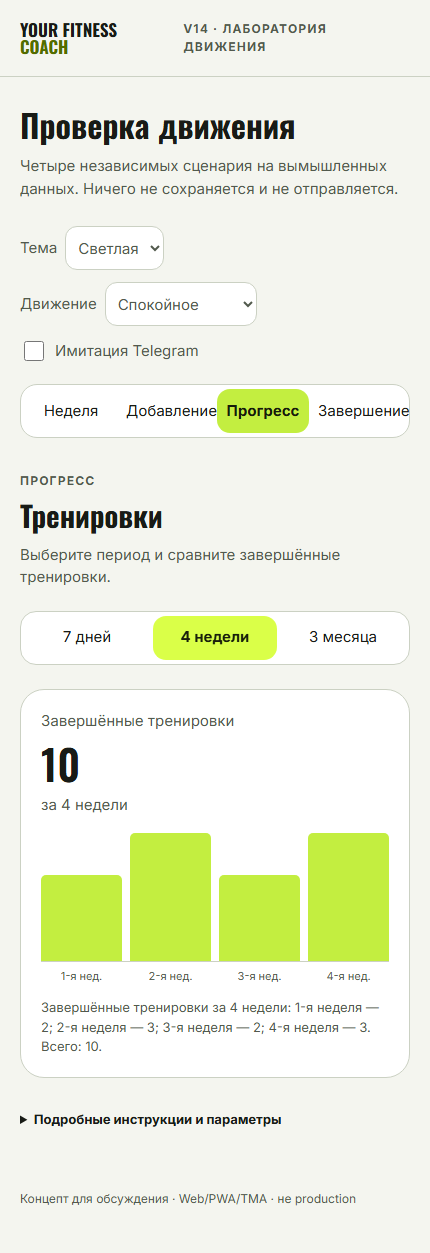 YOUR FITNESS
COACH
V14 · ЛАБОРАТОРИЯ
ДВИЖЕНИЯ
Проверка движения
Четыре независимых сценария на вымышленных
данных. Ничего не сохраняется и не отправляется.
Тема
Светлая
Движение
Спокойное
Имитация Telegram
Неделя
Добавление
Прогресс
Завершение
ПРОГРЕСС
Тренировки
Выберите период и сравните завершённые
тренировки.
7 дней
4 недели
3 месяца
Завершённые тренировки
10
за 4 недели
1-я нед.
2-я нед.
3-я нед.
4-я нед.
Завершённые тренировки за 4 недели: 1-я неделя —
2; 2-я неделя — 3; 3-я неделя — 2; 4-я неделя — 3.
Всего: 10.
Подробные инструкции и параметры
Концепт для обсуждения · Web/PWA/TMA · не production